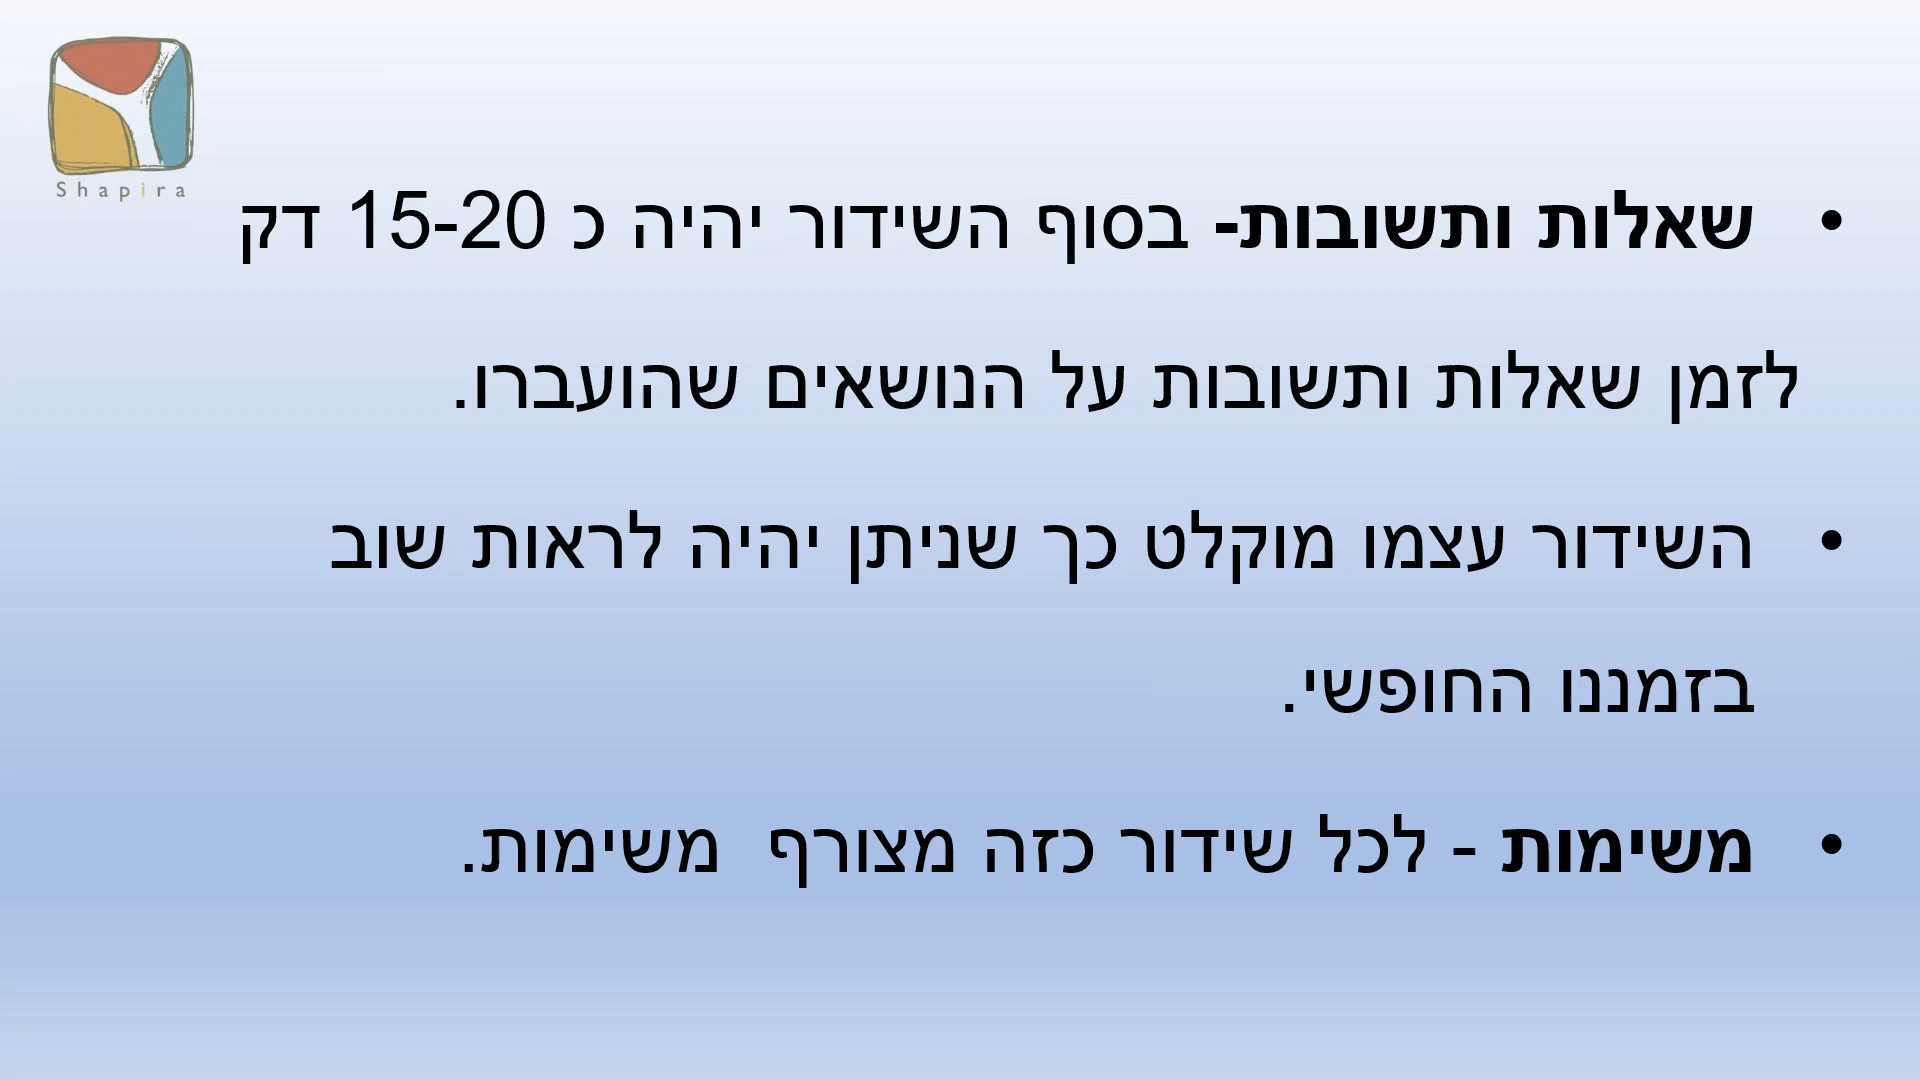 Shapira
• שאלות ותשובות- בסוף השידור יהיה כ 15-20 דק
לזמן שאלות ותשובות על הנושאים שהועברו.
• השידור עצמו מוקלט כך שניתן יהיה לראות שוב
בזמננו החופשי.
• משימות - לכל שידור כזה מצורף  משימות.